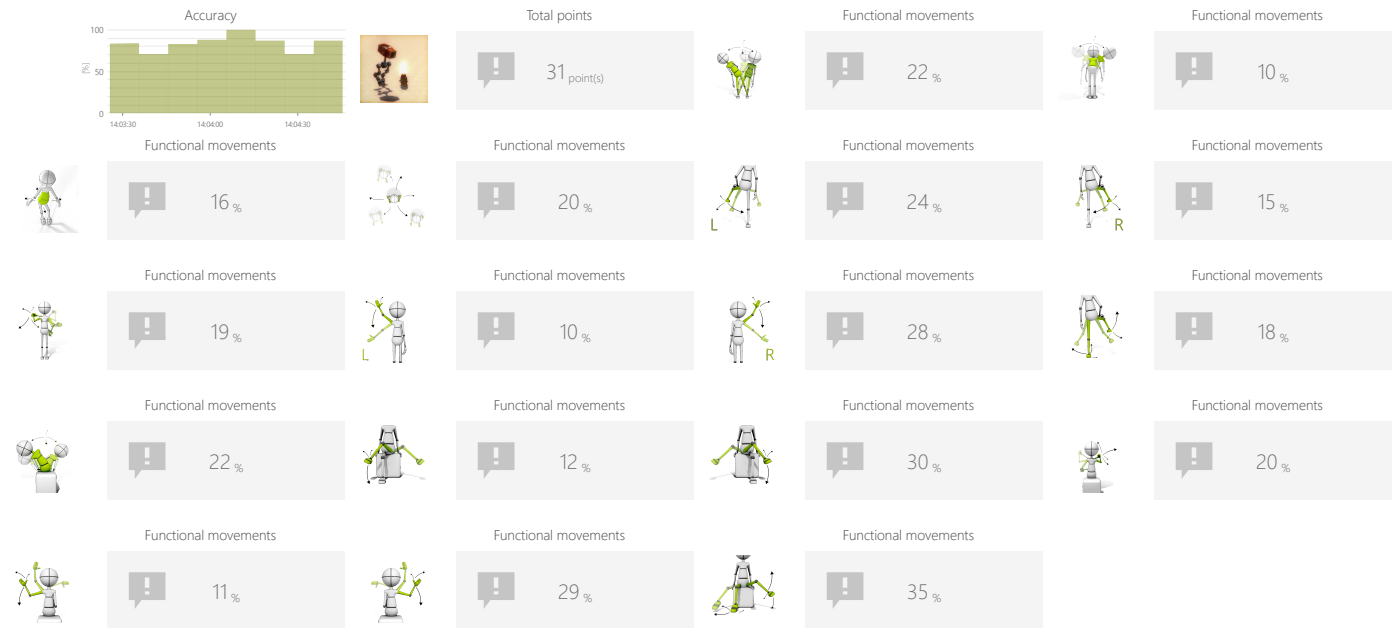 Accuracy
Total points
Functional movements
Functional movements
100
[%]
50
0
14:03:30
14:04:00
14:04:30
31 point(s)
22 %
10 %
Functional movements
Functional movements
Functional movements
Functional movements
16 %
20 %
L
24 %
R
15 %
Functional movements
Functional movements
Functional movements
Functional movements
19 %
L
10 %
R
28 %
18 %
Functional movements
Functional movements
Functional movements
Functional movements
22 %
12 %
30 %
20 %
Functional movements
Functional movements
Functional movements
11 %
29 %
35 %